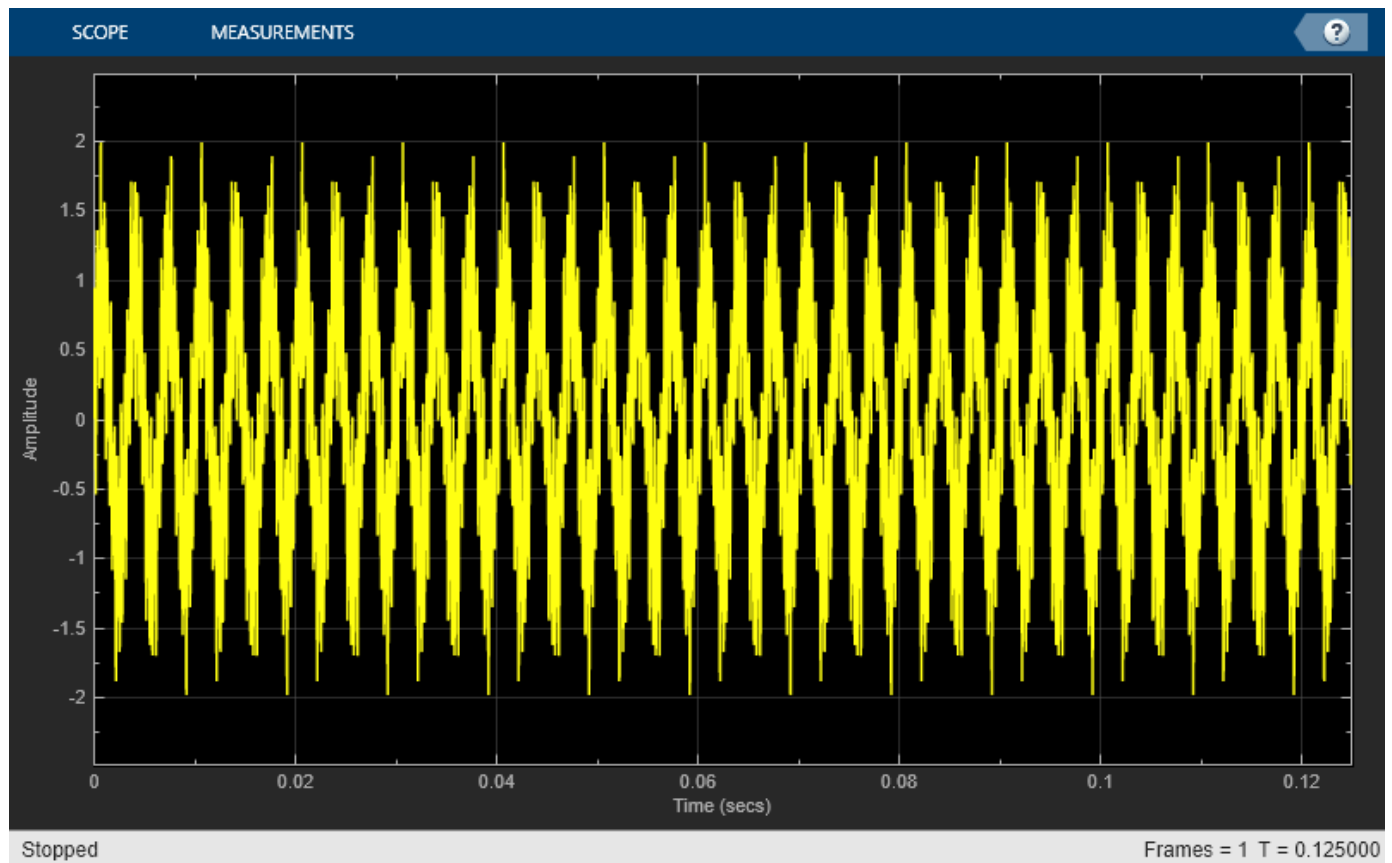 SCOPE MEASUREMENTS ?
2
1.5
1
0.5
0
-0.5
-1
-1.5
-2
Amplitude
0 0.02 0.04 0.06 0.08 0.1 0.12
Time (secs)
Stopped Frames = 1 T = 0.125000